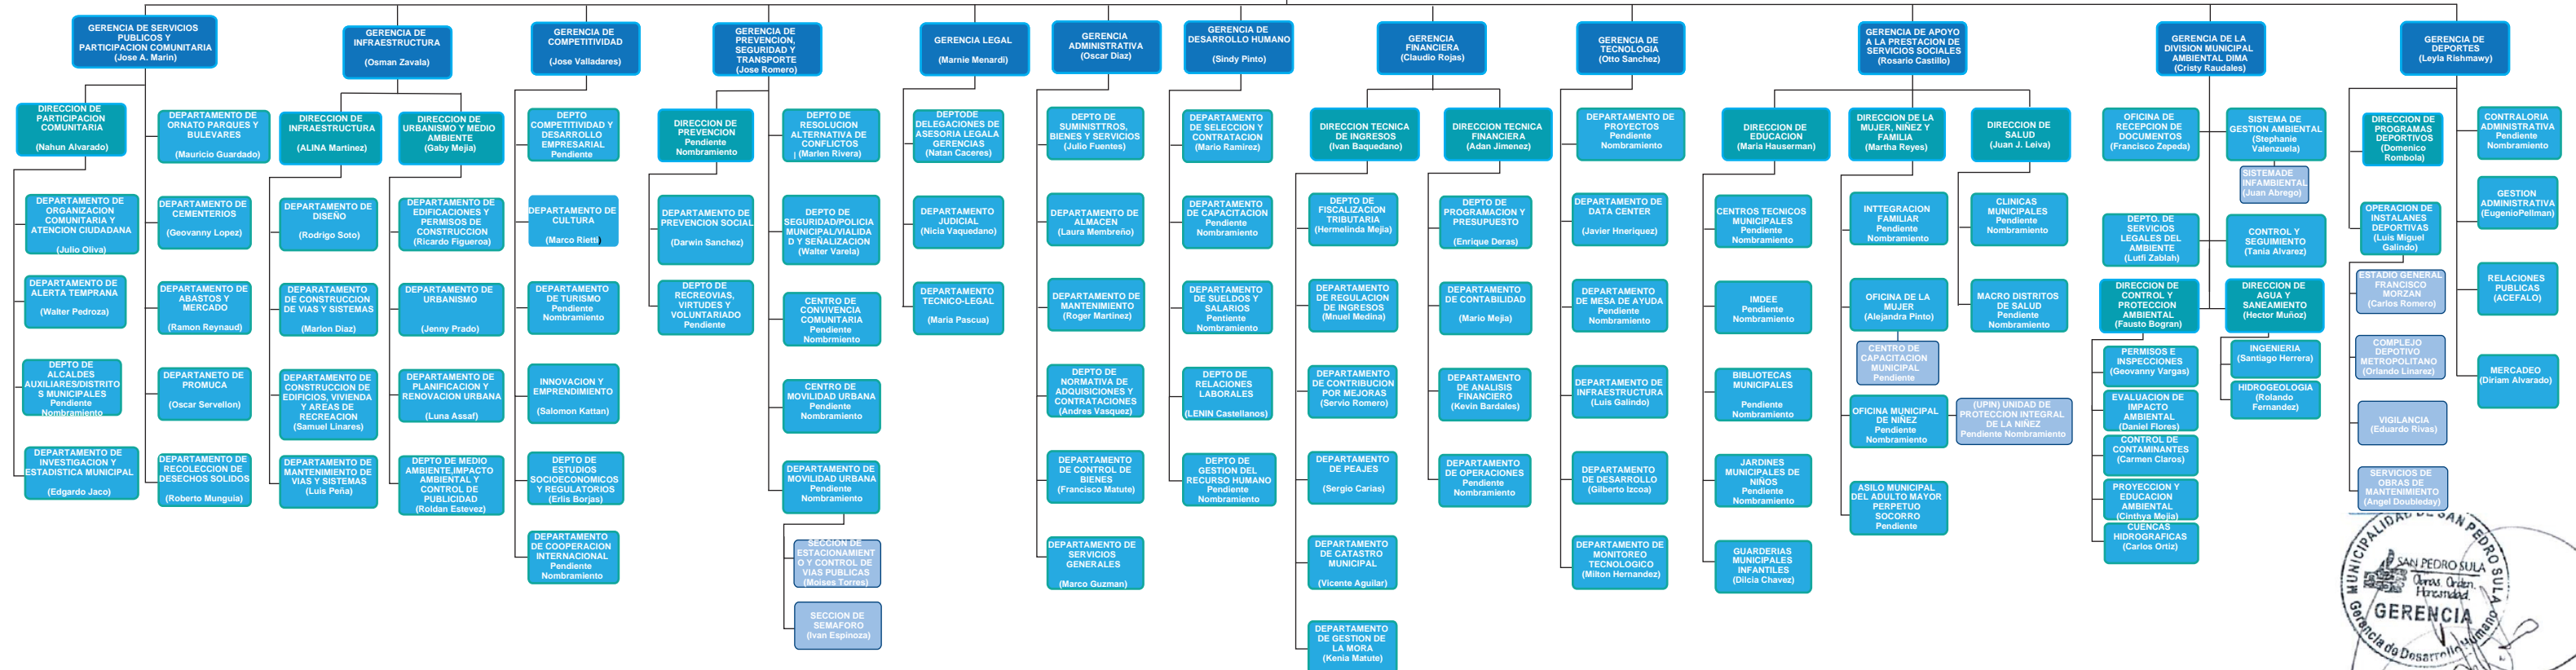 GERENCIA DE SERVICIOS
PUBLICOS Y
PARTICIPACION COMUNITARIA
(Jose A. Marin)
GERENCIA DE
INFRAESTRUCTURA
(Osman Zavala)
GERENCIA DE
COMPETITIVIDAD
(Jose Valladares)
GERENCIA DE
PREVENCION,
SEGURIDAD Y
TRANSPORTE
(Jose Romero)
GERENCIA LEGAL
(Marnie Menardi)
GERENCIA
ADMINISTRATIVA
(Oscar Diaz)
GERENCIA DE
DESARROLLO HUMANO
(Sindy Pinto)
GERENCIA
FINANCIERA
(Claudio Rojas)
GERENCIA DE
TECNOLOGIA
(Otto Sanchez)
GERENCIA DE APOYO
A LA PRESTACION DE
SERVICIOS SOCIALES
(Rosario Castillo)
GERENCIA DE LA
DIVISION MUNICIPAL
AMBIENTAL DIMA
(Cristy Raudales)
GERENCIA DE
DEPORTES
(Leyla Rishmawy)
DIRECCION DE
PARTICIPACION
COMUNITARIA
(Nahun Alvarado)
DEPARTAMENTO DE
ORGANIZACION
COMUNITARIA Y
ATENCION CIUDADANA
(Julio Oliva)
DEPARTAMENTO DE
ALERTA TEMPRANA
(Walter Pedroza)
DEPTO DE
ALCALDES
AUXILIARES/DISTRITO
S MUNICIPALES
Pendiente
Nombramiento
DEPARTAMENTO DE
INVESTIGACION Y
ESTADISTICA MUNICIPAL
(Edgardo Jaco)
DEPARTAMENTO DE
ORNATO PARQUES Y
BULEVARES
(Mauricio Guardado)
DEPARTAMENTO DE
CEMENTERIOS
(Geovanny Lopez)
DEPARTAMENTO DE
ABASTOS Y
MERCADO
(Ramon Reynaud)
DEPARTANETO DE
PROMUCA
(Oscar Servellon)
DEPARTAMENTO DE
RECOLECCION DE
DESECHOS SOLIDOS
(Roberto Munguia)
DIRECCION DE
INFRAESTRUCTURA
(ALINA Martinez)
DEPARTAMENTO DE
DISEÑO
(Rodrigo Soto)
DEPARATAMENTO
DE CONSTRUCCION
DE VIAS Y SISTEMAS
(Marlon Diaz)
DEPARTAMENTO DE
CONSTRUCCION DE
EDIFICIOS, VIVIENDA
Y AREAS DE
RECREACION
(Samuel Linares)
DEPARTAMENTO DE
MANTENIMIENTO DE
VIAS Y SISTEMAS
(Luis Peña)
DIRECCION DE
URBANISMO Y MEDIO
AMBIENTE
(Gaby Mejia)
DEPARTAMENTO DE
EDIFICACIONES Y
PERMISOS DE
CONSTRUCCION
(Ricardo Figueroa)
DEPARTAMENTO DE
URBANISMO
(Jenny Prado)
DEPARTAMENTO DE
PLANIFICACION Y
RENOVACION URBANA
(Luna Assaf)
DEPTO DE MEDIO
AMBIENTE,IMPACTO
AMBIENTAL Y
CONTROL DE
PUBLICIDAD
(Roldan Estevez)
DEPTO
COMPETITIVIDAD Y
DESARROLLO
EMPRESARIAL
Pendiente
DEPARTAMENTO DE
CULTURA
(Marco Rietti)
DEPARTAMENTO
DE TURISMO
Pendiente
Nombramiento
INNOVACION Y
EMPRENDIMIENTO
(Salomon Kattan)
DEPTO DE
ESTUDIOS
SOCIOECONOMICOS
Y REGULATORIOS
(Erlis Borjas)
DEPARTAMENTO
DE COOPERACION
INTERNACIONAL
Pendiente
Nombramiento
DIRECCION DE
PREVENCION
Pendiente
Nombramiento
DEPARTAMENTO DE
PREVENCION SOCIAL
(Darwin Sanchez)
DEPTO DE
RECREOVIAS,
VIRTUDES Y
VOLUNTARIADO
Pendiente
DEPTO DE
RESOLUCION
ALTERNATIVA DE
CONFLICTOS
| (Marlen Rivera)
DEPTO DE
SEGURIDAD/POLICIA
MUNICIPAL/VIALIDA
D Y SEÑALIZACION
(Walter Varela)
CENTRO DE
CONVIVENCIA
COMUNITARIA
Pendiente
Nombrmiento
CENTRO DE
MOVILIDAD URBANA
Pendiente
Nombramiento
DEPARTAMENTO DE
MOVILIDAD URBANA
Pendiente
Nombramiento
SECCION DE
ESTACIONAMIENT
O Y CONTROL DE
VIAS PUBLICAS
(Moises Torres)
SECCION DE
SEMAFORO
(Ivan Espinoza)
DEPTODE
DELEGACIONES DE
ASESORIA LEGALA
GERENCIAS
(Natan Caceres)
DEPARTAMENTO
JUDICIAL
(Nicia Vaquedano)
DEPARTAMENTO
TECNICO-LEGAL
(Maria Pascua)
DEPTO DE
SUMINISTTROS,
BIENES Y SERVICIOS
(Julio Fuentes)
DEPARTAMENTO DE
ALMACEN
(Laura Membreño)
DEPARTAMENTO DE
MANTENIMIENTO
(Roger Martinez)
DEPTO DE
NORMATIVA DE
ADQUISICIONES Y
CONTRATACIONES
(Andres Vasquez)
DEPARTAMENTO
DE CONTROL DE
BIENES
(Francisco Matute)
DEPARTAMENTO DE
SERVICIOS
GENERALES
(Marco Guzman)
DEPARTAMENTO
DE SELECCION Y
CONTRATACION
(Mario Ramirez)
DEPARTAMENTO
DE CAPACITACION
Pendiente
Nombramiento
DEPARTAMENTO
DE SUELDOS Y
SALARIOS
Pentiente
Nombramiento
DEPTO DE
RELACIONES
LABORALES
(LENIN Castellanos)
DEPTO DE
GESTION DEL
RECURSO HUMANO
Pendiente
Nombramiento
DIRECCION TECNICA
DE INGRESOS
(Ivan Baquedano)
DEPTO DE
FISCALIZACION
TRIBUTARIA
(Hermelinda Mejia)
DEPARTAMENTO
DE REGULACION
DE INGRESOS
(Mnuel Medina)
DEPARTAMENTO
DE CONTRIBUCION
POR MEJORAS
(Servio Romero)
DEPARTAMENTO
DE PEAJES
(Sergio Carias)
DEPARTAMENTO
DE CATASTRO
MUNICIPAL
(Vicente Aguilar)
DEPARTAMENTO
DE GESTION DE
LA MORA
(Kenia Matute)
DIRECCION TECNICA
FINANCIERA
(Adan Jimenez)
DEPTO DE
PROGRAMACION Y
PRESUPUESTO
(Enrique Deras)
DEPARTAMENTO
DE CONTABILIDAD
(Mario Mejia)
DEPARTAMENTO
DE ANALISIS
FINANCIERO
(Kevin Bardales)
DEPARTAMENTO
DE OPERACIONES
Pendiente
Nombramiento
DEPARTAMENTO DE
PROYECTOS
Pendiente
Nombramiento
DEPARTAMENTO DE
DATA CENTER
(Javier Hneriquez)
DEPARTAMENTO
DE MESA DE AYUDA
Pendiente
Nombramiento
DEPARTAMENTO DE
INFRAESTRUCTURA
(Luis Galindo)
DEPARTAMENTO
DE DESARROLLO
(Gilberto Izcoa)
DEPARTAMENTO DE
MONITOREO
TECNOLOGICO
(Milton Hernandez)
DIRECCION DE
EDUCACION
(Maria Hauserman)
CENTROS TECNICOS
MUNICIPALES
Pendiente
Nombramiento
IMDEE
Pendiente
Nombramiento
BIBLIOTECAS
MUNICIPALES
Pendiente
Nombramiento
JARDINES
MUNICIPALES DE
NIÑOS
Pendiente
Nombramiento
GUARDERIAS
MUNICIPALES
INFANTILES
(Dilcia Chavez)
DIRECCION DE LA
MUJER, NIÑEZ Y
FAMILIA
(Martha Reyes)
INTTEGRACION
FAMILIAR
Pendiente
Nombramiento
OFICINA DE LA
MUJER
(Alejandra Pinto)
CENTRO DE
CAPACITACION
MUNICIPAL
Pendiente
OFICINA MUNICIPAL
DE NIÑEZ
Pendiente
Nombramiento
(UPIN) UNIDAD DE
PROTECCION INTEGRAL
DE LA NIÑEZ
Pendiente Nombramiento
ASILO MUNICIPAL
DEL ADULTO MAYOR
PERPETUO
SOCORRO
Pendiente
DIRECCION DE
SALUD
(Juan J. Leiva)
CLINICAS
MUNICIPALES
Pendiente
Nombramiento
MACRO DISTRITOS
DE SALUD
Pendiente
Nombramiento
OFICINA DE
RECEPCION DE
DOCUMENTOS
(Francisco Zepeda)
SISTEMA DE
GESTION AMBIENTAL
(Stephanie
Valenzuela)
SISTEMADE
INFAMBIENTAL
(Juan Abrego)
DEPTO. DE
SERVICIOS
LEGALES DEL
AMBIENTE
(Lutfi Zablah)
CONTROL Y
SEGUIMIENTO
(Tania Alvarez)
DIRECCION DE
CONTROL Y
PROTECCION
AMBIENTAL
(Fausto Bogran)
PERMISOS E
INSPECCIONES
(Geovanny Vargas)
EVALUACION DE
IMPACTO
AMBIENTAL
(Daniel Flores)
CONTROL DE
CONTAMINANTES
(Carmen Claros)
PROYECCION Y
EDUCACION
AMBIENTAL
(Cinthya Mejia)
CUENCAS
HIDROGRAFICAS
(Carlos Ortiz)
DIRECCION DE
AGUA Y
SANEAMIENTO
(Hector Muñoz)
INGENIERIA
(Santiago Herrera)
HIDROGEOLOGIA
(Rolando
Fernandez)
DIRECCION DE
PROGRAMAS
DEPORTIVOS
(Domenico
Rombola)
OPERACION DE
INSTALANES
DEPORTIVAS
(Luis Miguel
Galindo)
ESTADIO GENERAL
FRANCISCO
MORZAN
(Carlos Romero)
COMPLEJO
DEPOTIVO
METROPOLITANO
(Orlando Linarez)
VIGILANCIA
(Eduardo Rivas)
SERVICIOS DE
OBRAS DE
MANTENIMIENTO
(Angel Doubleday)
CONTRALORIA
ADMINISTRATIVA
Pendiente
Nombramiento
GESTION
ADMINISTRATIVA
(EugenioPellman)
RELACIONES
PUBLICAS
(ACEFALO)
MERCADEO
(Diriam Alvarado)
MUNICIPALIDAD DE SAN PEDRO SULA
SAN PEDRO SULA
Obras. Orden.
Honestidad.
GERENCIA
Gerencia de Desarrollo Humano